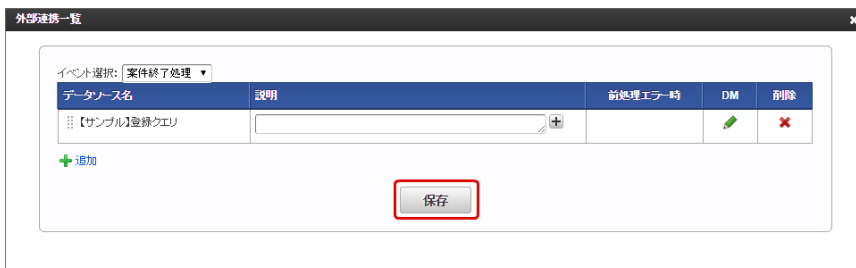 外部連携一覧
イベント選択: 案件終了処理
データソース名 説明 前処理エラー時 DM 削除
【サンプル】登録クエリ
追加
保存